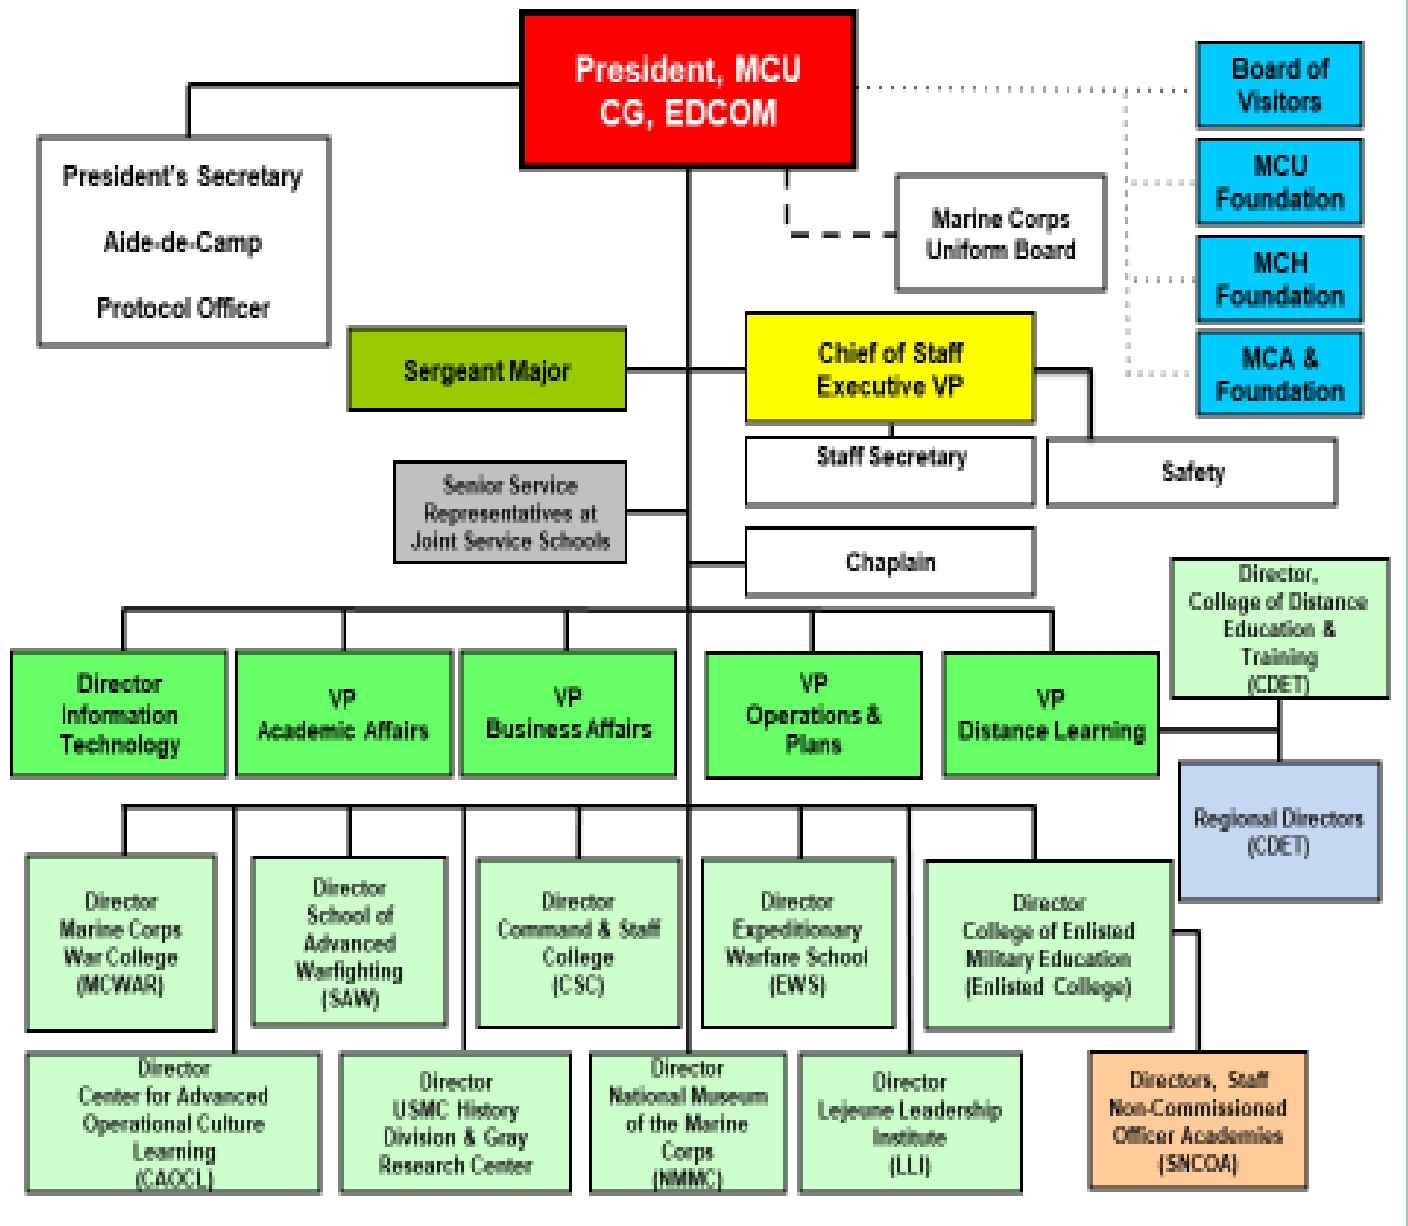 President, MCU
CG, EDCOM
Board of
Visitors
MCU
Foundation
MCH
Foundation
MCA &
Foundation
President's Secretary
Aide-de-Camp
Protocol Officer
Marine Corps
Uniform Board
Sergeant Major
Chief of Staff
Executive VP
Staff Secretary
Safety
Senior Service
Representatives at
Joint Service Schools
Chaplain
Director,
College of Distance
Education &
Training
(CDET)
Director
Information
Technology
VP
Academic Affairs
VP
Business Affairs
VP
Operations &
Plans
VP
Distance Learning
Regional Directors
(CDET)
Director
Marine Corps
War College
(MCWAR)
Director
School of
Advanced
Warfighting
(SAW)
Director
Command & Staff
College
(CSC)
Director
Expeditionary
Warfare School
(EWS)
Director
College of Enlisted
Military Education
(Enlisted College)
Director
Center for Advanced
Operational Culture
Learning
(CAOCL)
Director
USMC History
Division & Gray
Research Center
Director
National Museum
of the Marine
Corps
(NMMC)
Director
Lejeune Leadership
Institute
(LLI)
Directors, Staff
Non-Commissioned
Officer Academies
(SNCOA)